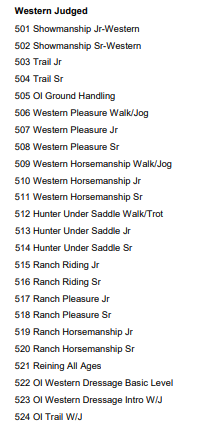 Western Judged
501 Showmanship Jr-Western
502 Showmanship Sr-Western
503 Trail Jr
504 Trail Sr
505 OI Ground Handling
506 Western Pleasure Walk/Jog
507 Western Pleasure Jr
508 Western Pleasure Sr
509 Western Horsemanship Walk/Jog
510 Western Horsemanship Jr
511 Western Horsemanship Sr
512 Hunter Under Saddle Walk/Trot
513 Hunter Under Saddle Jr
514 Hunter Under Saddle Sr
515 Ranch Riding Jr
516 Ranch Riding Sr
517 Ranch Pleasure Jr
518 Ranch Pleasure Sr
519 Ranch Horsemanship Jr
520 Ranch Horsemanship Sr
521 Reining All Ages
522 OI Western Dressage Basic Level
523 OI Western Dressage Intro W/J
524 OI Trail W/J